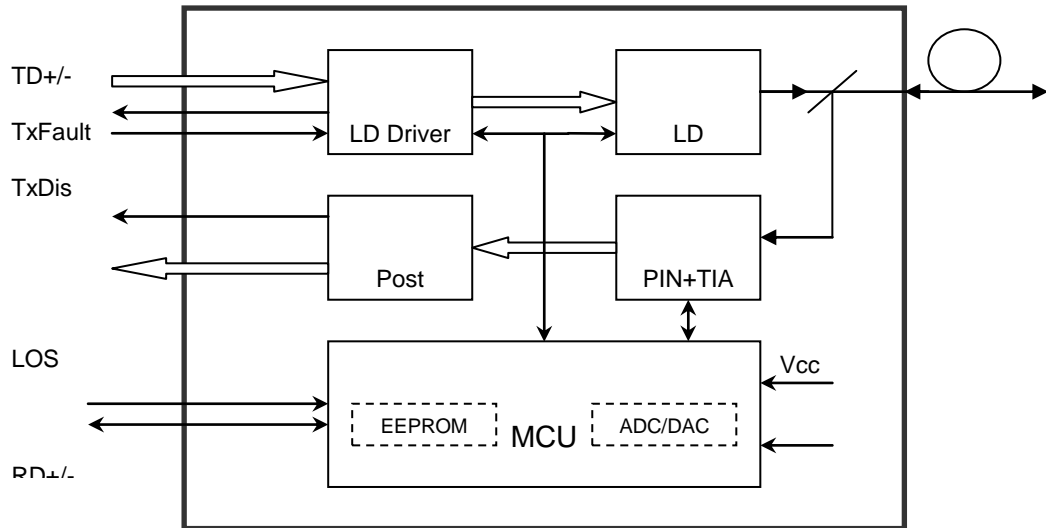 TD+/-
TxFault
LD Driver
LD
TxDis
Post
PIN+TIA
LOS
Vcc
EEPROM
MCU
ADC/DAC
RD+/-